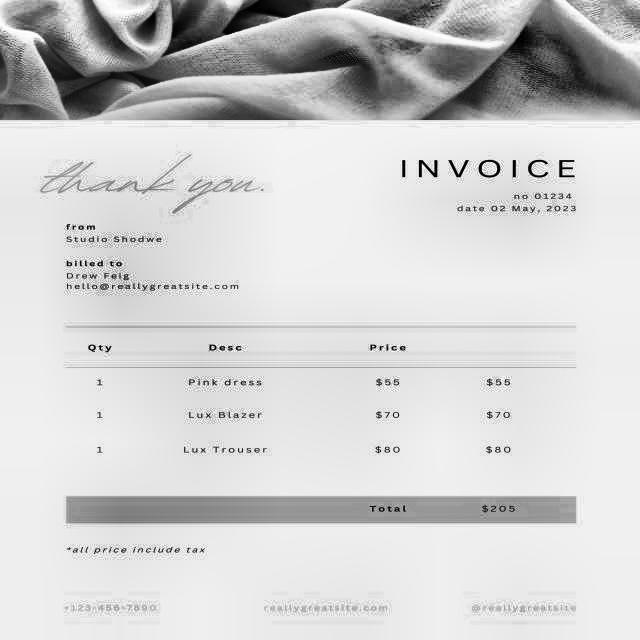 thank you.
INVOICE
no 01234
date 02 May, 2023
from
Studio Shodwe
billed to
Drew Feig
hello@reallygreatsite.com
Qty Desc Price
1 Pink dress $55 $55
1 Lux Blazer $70 $70
1 Lux Trouser $80 $80
Total $205
*all price include tax
+123-456-7890 reallygreatsite.com @reallygreatsite